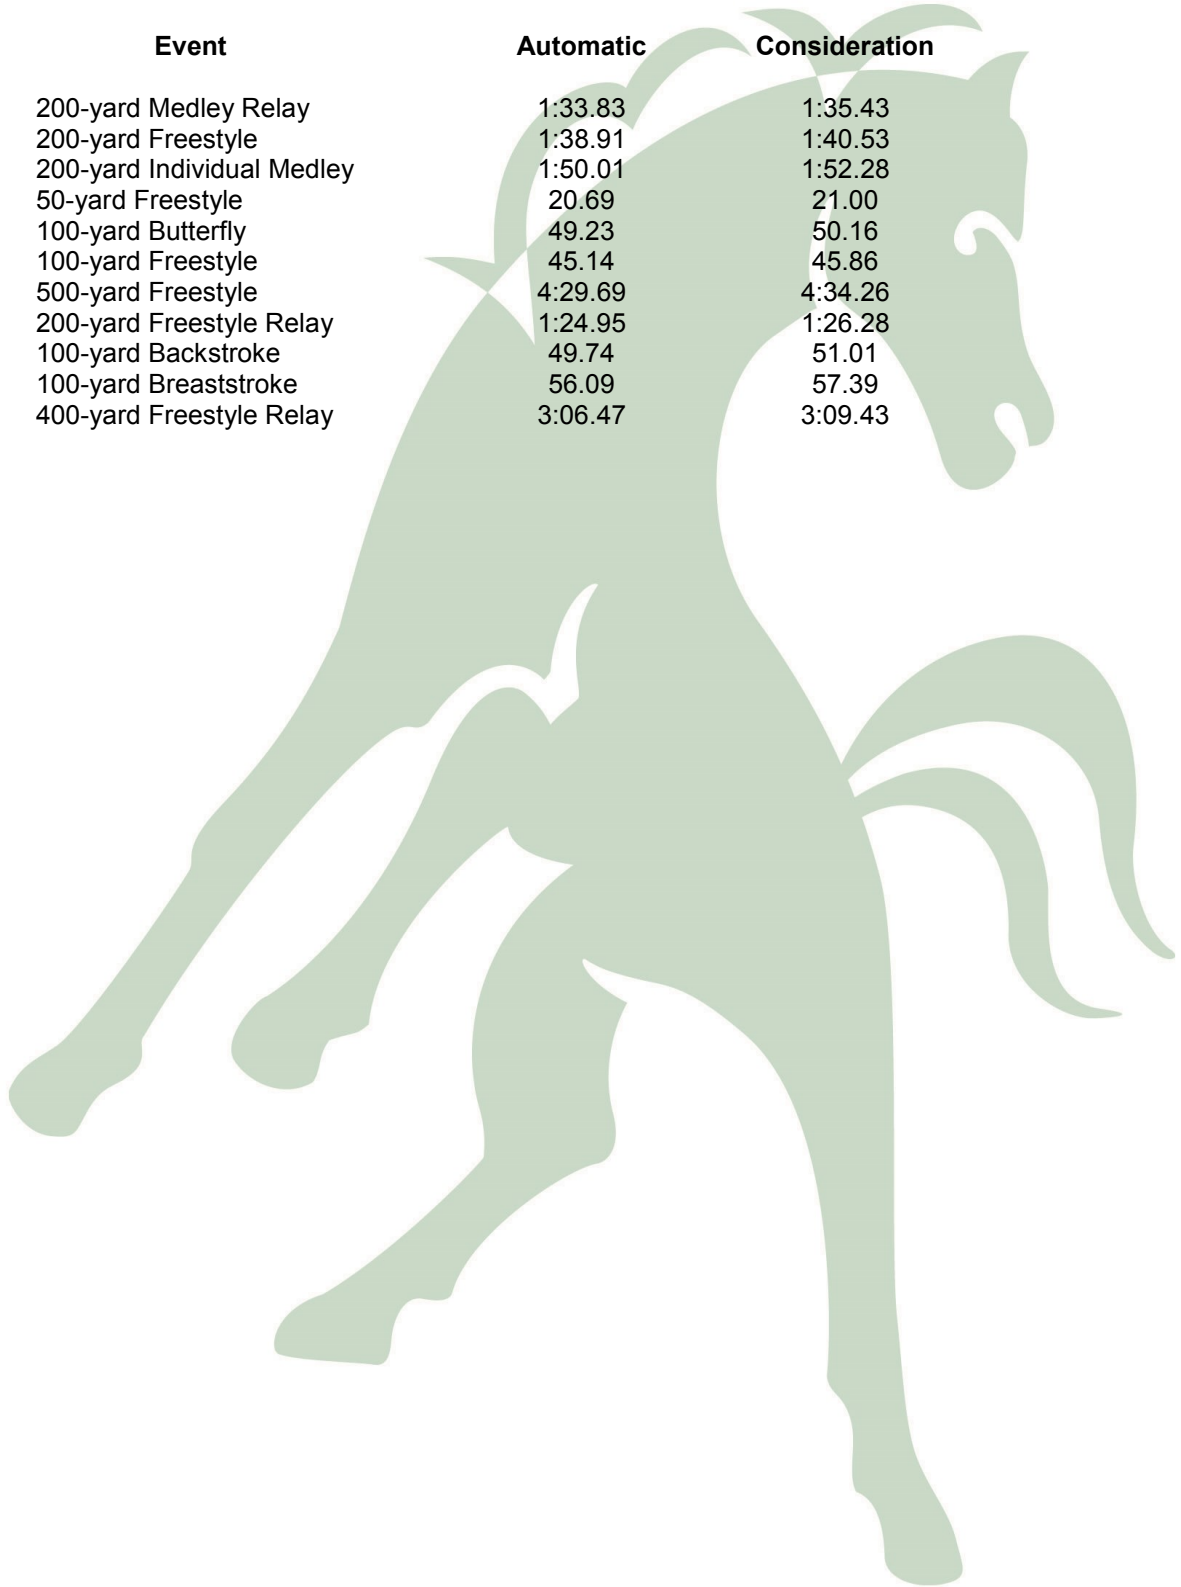 Event Automatic Consideration
200-yard Medley Relay 1:33.83 1:35.43
200-yard Freestyle 1:38.91 1:40.53
200-yard Individual Medley 1:50.01 1:52.28
50-yard Freestyle 20.69 21.00
100-yard Butterfly 49.23 50.16
100-yard Freestyle 45.14 45.86
500-yard Freestyle 4:29.69 4:34.26
200-yard Freestyle Relay 1:24.95 1:26.28
100-yard Backstroke 49.74 51.01
100-yard Breaststroke 56.09 57.39
400-yard Freestyle Relay 3:06.47 3:09.43